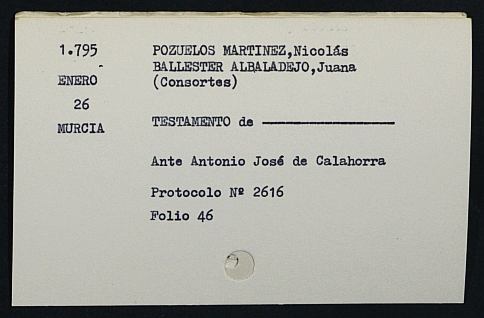 1.795
ENERO
26
MURCIA
POZUELOS MARTINEZ,Nicolás
BALLESTER ALBALADEJO,Juana
(Consortes)
TESTAMENTO de ―――――――
Ante Antonio José de Calahorra
Protocolo Nº 2616
Folio 46